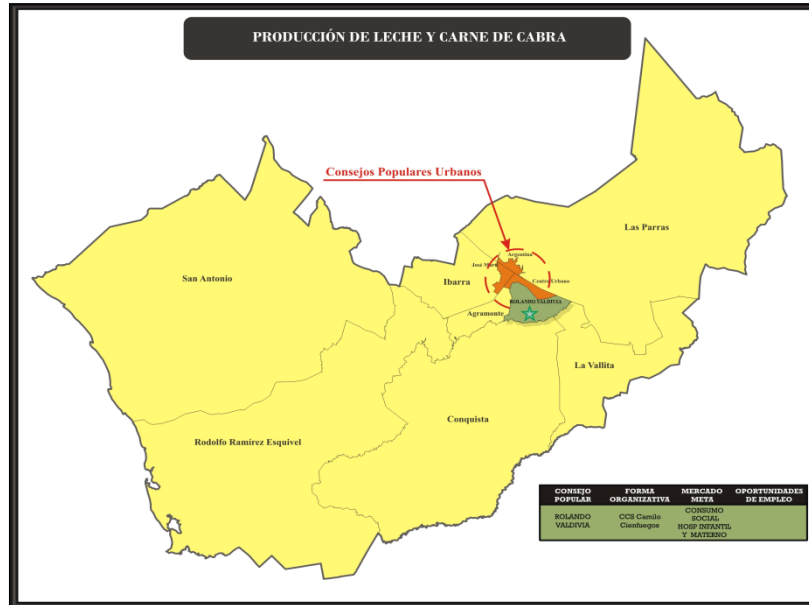 PRODUCCIÓN DE LECHE Y CARNE DE CABRA
Consejos Populares Urbanos
Las Parras
Argentina
José Martí
San Antonio
Ibarra
Centro Urbano
ROLANDO VALDIVIA
Agramonte
La Vallita
Conquista
Rodolfo Ramírez Esquivel
CONSEJO POPULAR
FORMA ORGANIZATIVA
MERCADO META
OPORTUNIDADES DE EMPLEO
ROLANDO VALDIVIA
CCS Camilo Cienfuegos
CONSUMO SOCIAL
HOSP INFANTIL Y MATERNO